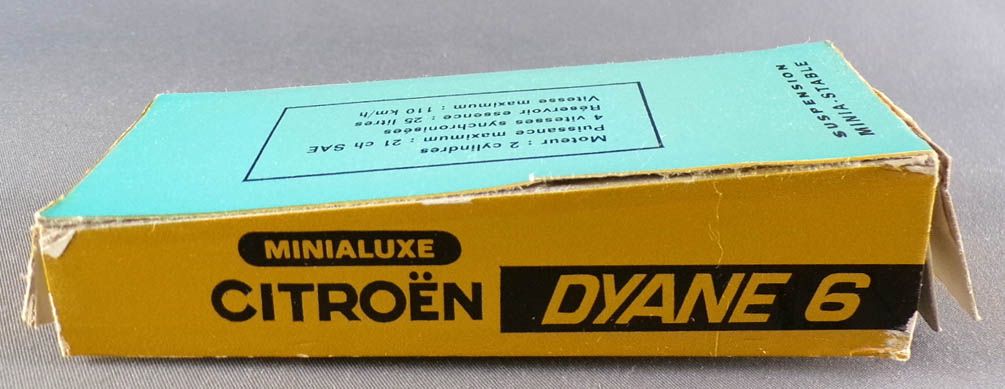 SUSPENSION
MINIA-STABLE
Moteur : 2 cylindres
Puissance maximum : 21 ch SAE
4 vitesses synchronisées
Réservoir essence : 25 litres
Vitesse maximum : 110 km/h
MINIALUXE
CITROËN DYANE 6